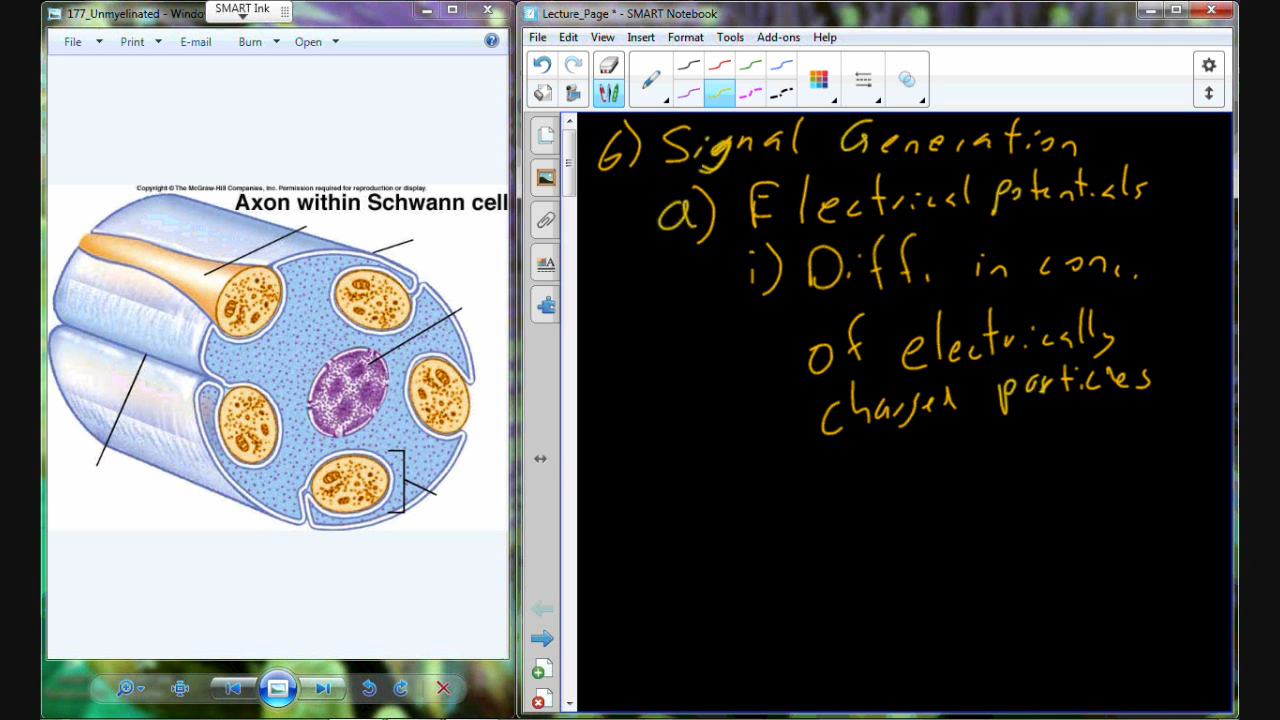 177_Unmyelinated - Windo
SMART Ink
File Print E-mail Burn Open
Copyright © The McGraw-Hill Companies, Inc. Permission required for reproduction or display.
Axon within Schwann cell
Lecture_Page * - SMART Notebook
File Edit View Insert Format Tools Add-ons Help
6) Signal Generation
a) Electrical potentials
i) Diff. in conc.
of electrically
charged particles